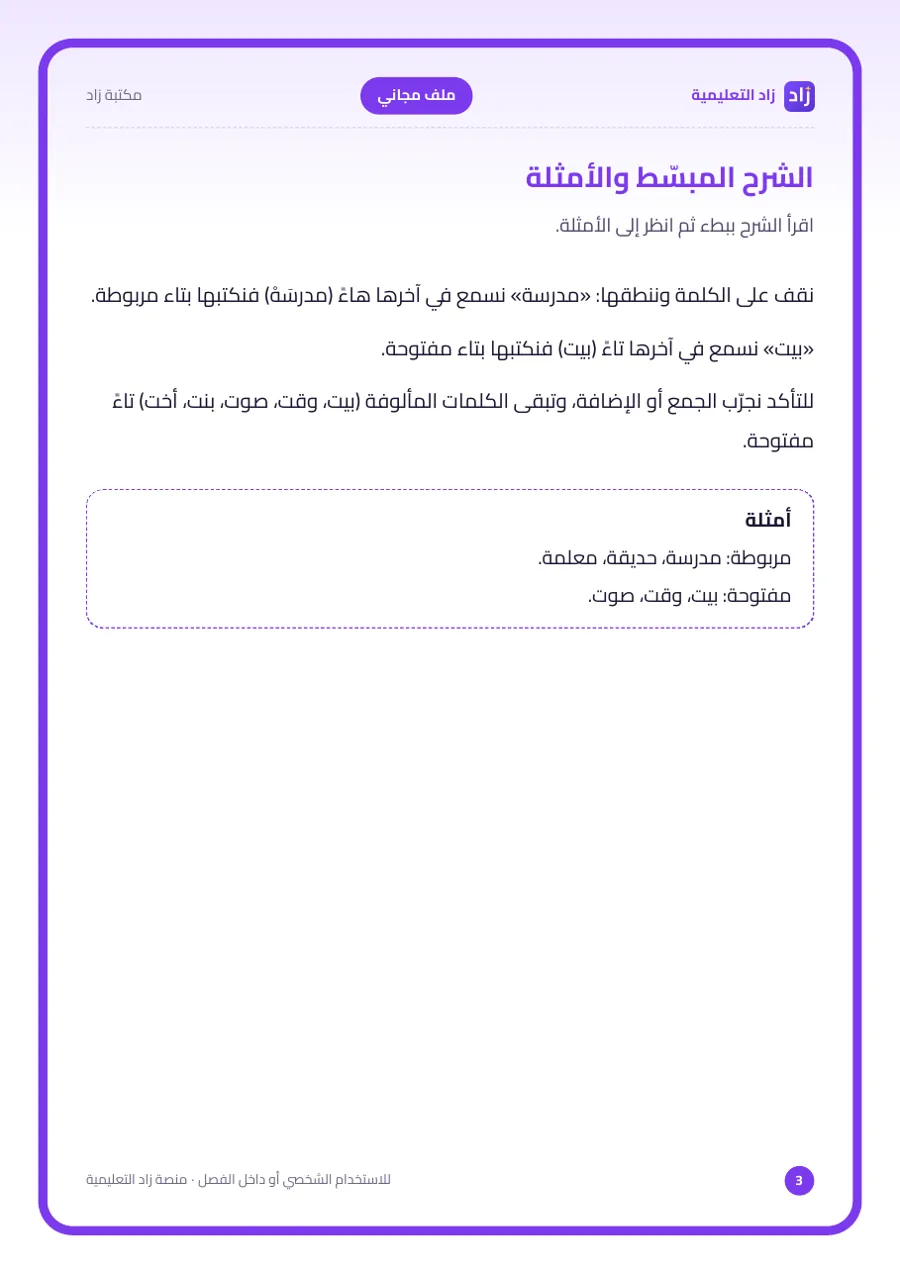 زاد
زاد التعليمية
ملف مجاني
مكتبة زاد
الشرح المبسّط والأمثلة
اقرأ الشرح ببطء ثم انظر إلى الأمثلة.
نقف على الكلمة وننطقها: «مدرسة» نسمع في آخرها هاءً (مدرسَهْ) فنكتبها بتاء مربوطة.
«بيت» نسمع في آخرها تاءً (بيت) فنكتبها بتاء مفتوحة.
للتأكد نجرّب الجمع أو الإضافة، وتبقى الكلمات المألوفة (بيت، وقت، صوت، بنت، أخت) تاءً
مفتوحة.
أمثلة
مربوطة: مدرسة، حديقة، معلمة.
مفتوحة: بيت، وقت، صوت.
3
للاستخدام الشخصي أو داخل الفصل · منصة زاد التعليمية